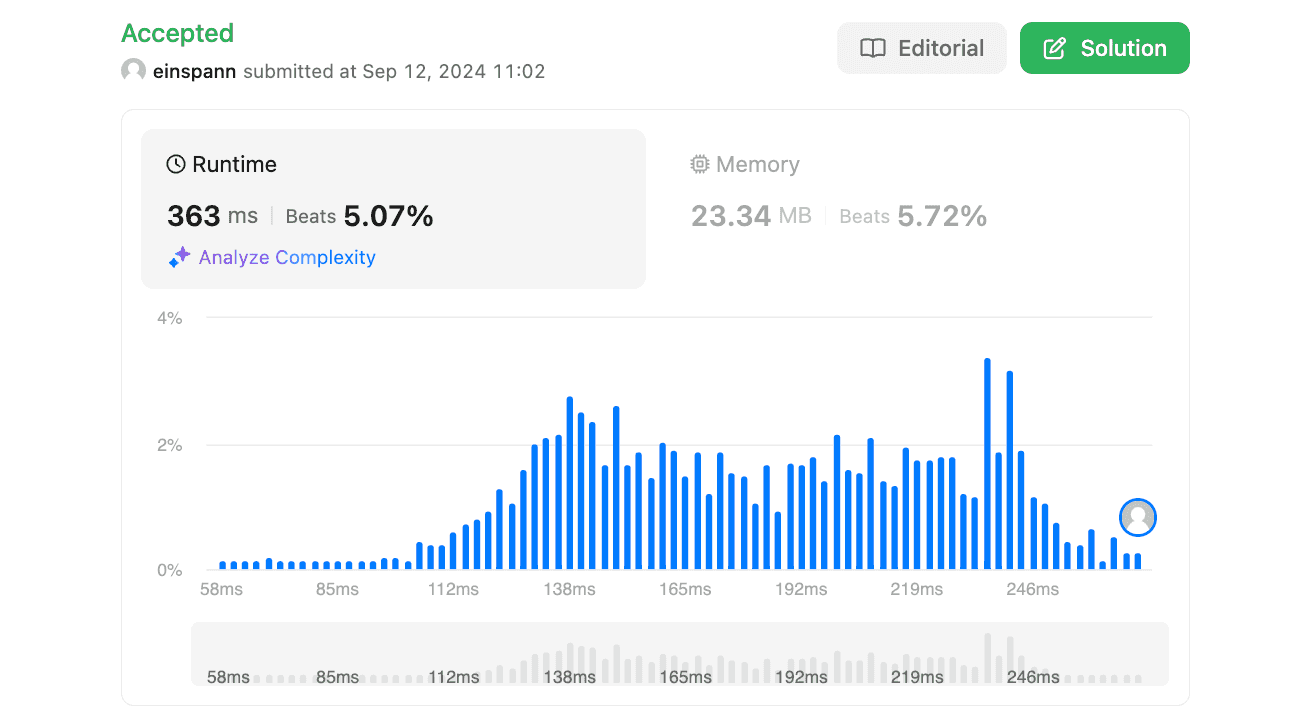 Accepted
Editorial
Solution
einspann submitted at Sep 12, 2024 11:02
Runtime
Memory
363 ms Beats 5.07%
23.34 MB Beats 5.72%
Analyze Complexity
4%
2%
0%
58ms 85ms 112ms 138ms 165ms 192ms 219ms 246ms
58ms 85ms 112ms 138ms 165ms 192ms 219ms 246ms